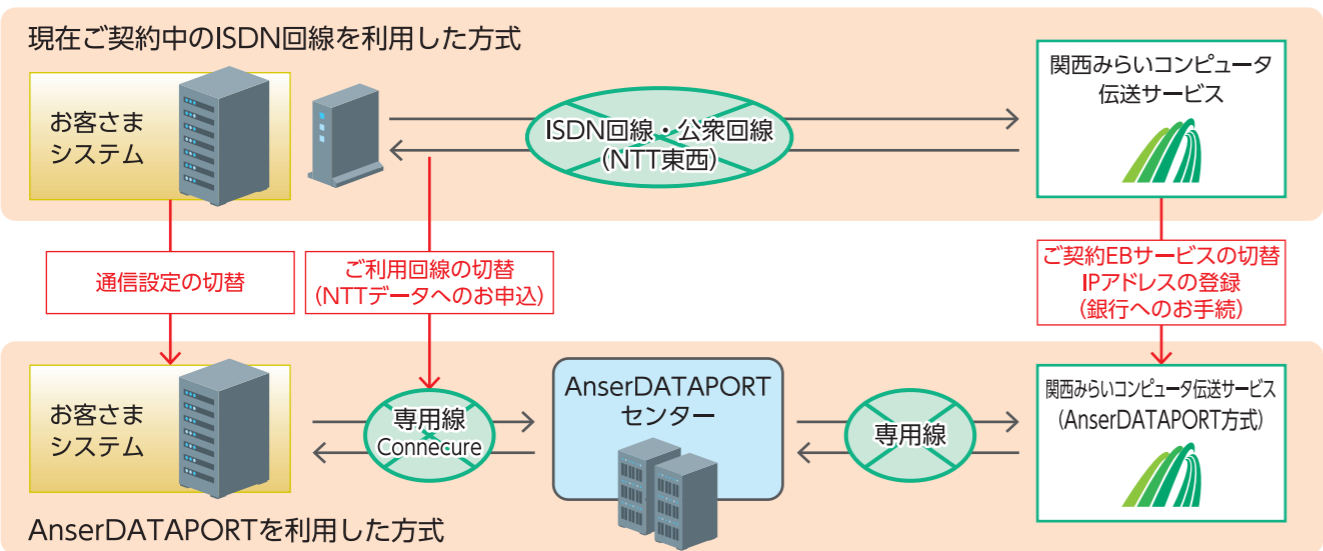 現在ご契約中のISDN回線を利用した方式
お客さま
システム
ISDN回線・公衆回線
(NTT東西)
関西みらいコンピュータ
伝送サービス
通信設定の切替
ご利用回線の切替
(NTTデータへのお申込)
ご契約EBサービスの切替
IPアドレスの登録
(銀行へのお手続)
お客さま
システム
専用線
Connecure
AnserDATAPORT
センター
専用線
関西みらいコンピュータ伝送サービス
(AnserDATAPORT方式)
AnserDATAPORTを利用した方式